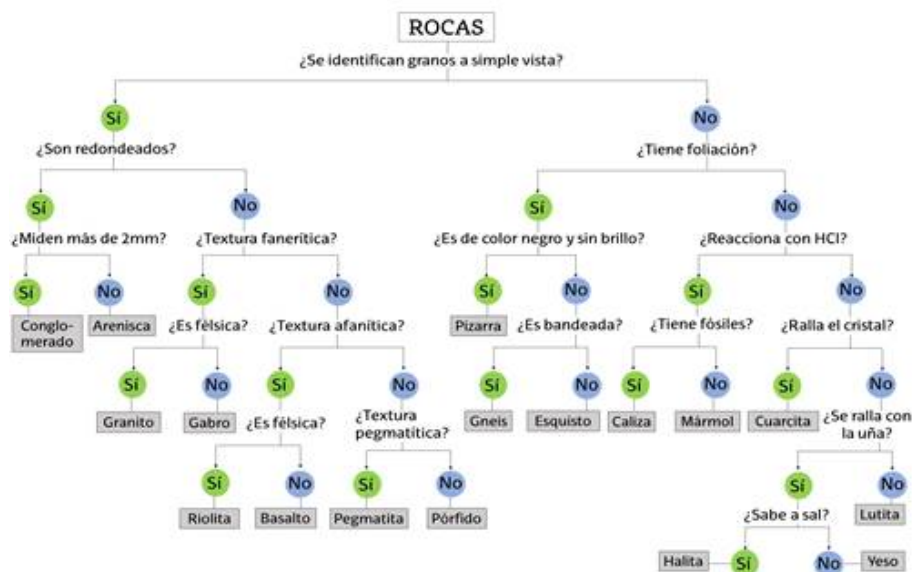 ROCAS
¿Se identifican granos a simple vista?
Sí
No
¿Son redondeados?
¿Tiene foliación?
Sí
No
Sí
No
¿Miden más de 2mm?
¿Textura fanerítica?
¿Es de color negro y sin brillo?
¿Reacciona con HCl?
Sí
No
Sí
No
Sí
No
Sí
No
Conglo-
merado
Arenisca
¿Es félsica?
¿Textura afanítica?
Pizarra
¿Es bandeada?
¿Tiene fósiles?
¿Ralla el cristal?
Sí
No
Sí
No
Sí
No
Sí
No
Sí
No
Granito
Gabro
¿Es félsica?
¿Textura
pegmatítica?
Gneis
Esquisto
Caliza
Mármol
Cuarcita
¿Se ralla con
la uña?
Sí
No
Sí
No
Sí
No
Riolita
Basalto
Pegmatita
Pórfido
¿Sabe a sal?
Lutita
Halita
Sí
No
Yeso